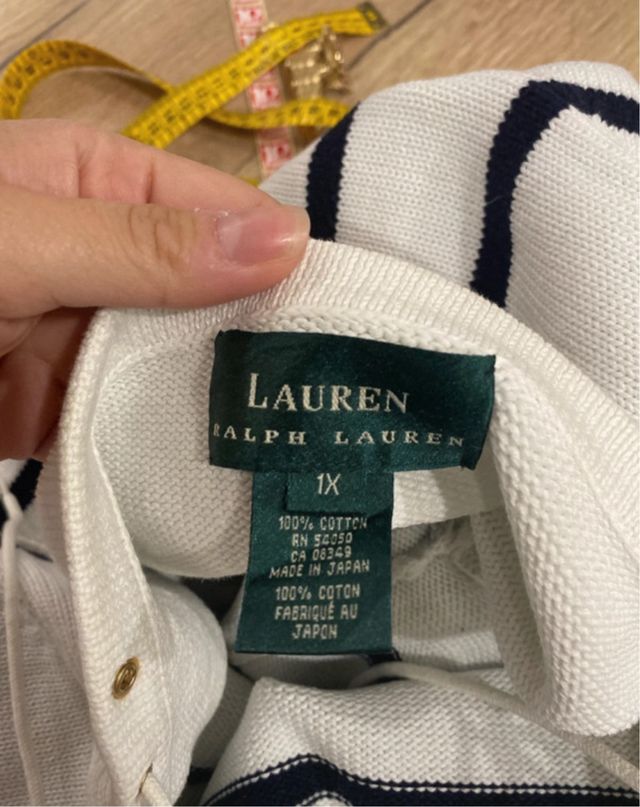 LAUREN
RALPH LAUREN
1X
100% COTTON
RN 54050
CA 08349
MADE IN JAPAN
100% COTON
FABRIQUÉ AU
JAPON